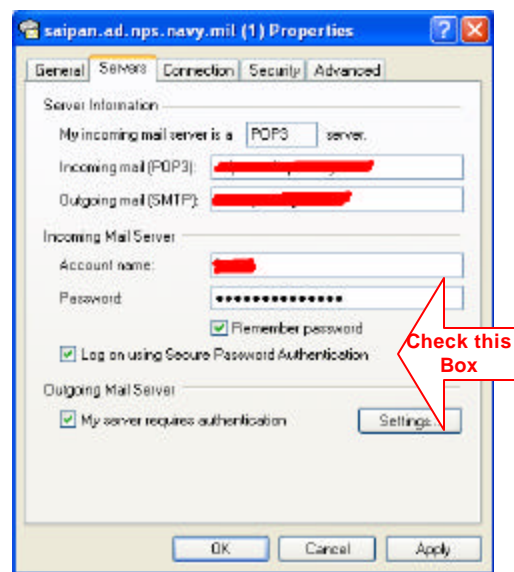 saipan.ad.nps.navy.mil (1) Properties
General Servers Connection Security Advanced
Server Information
My incoming mail server is a POP3 server.
Incoming mail (POP3):
Outgoing mail (SMTP):
Incoming Mail Server
Account name:
Password
Remember password
Log on using Secure Password Authentication
Check this
Box
Outgoing Mail Server
My server requires authentication
Settings...
OK Cancel Apply